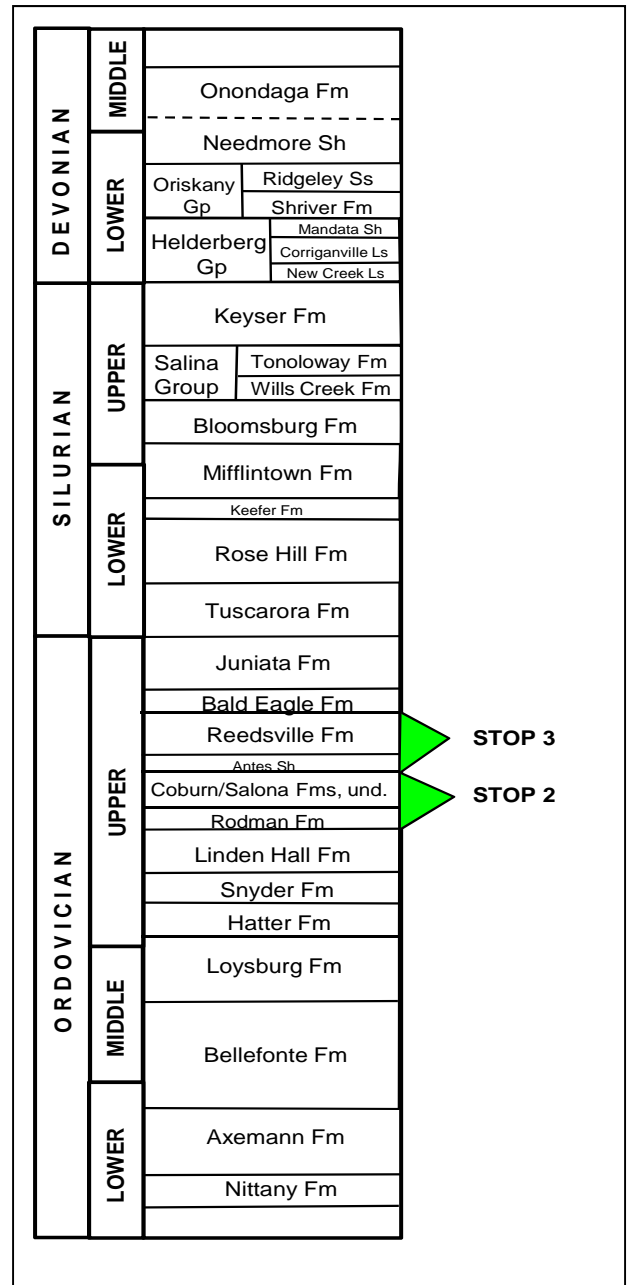 DEVONIAN
MIDDLE
LOWER
Onondaga Fm
Needmore Sh
Oriskany
Gp
Ridgeley Ss
Shriver Fm
Helderberg
Gp
Mandata Sh
Corriganville Ls
New Creek Ls
SILURIAN
UPPER
LOWER
Keyser Fm
Salina
Group
Tonoloway Fm
Wills Creek Fm
Bloomsburg Fm
Mifflintown Fm
Keefer Fm
Rose Hill Fm
Tuscarora Fm
ORDOVICIAN
UPPER
MIDDLE
LOWER
Juniata Fm
Bald Eagle Fm
Reedsville Fm
Antes Sh
STOP 3
Coburn/Salona Fms, und.
Rodman Fm
STOP 2
Linden Hall Fm
Snyder Fm
Hatter Fm
Loysburg Fm
Bellefonte Fm
Axemann Fm
Nittany Fm